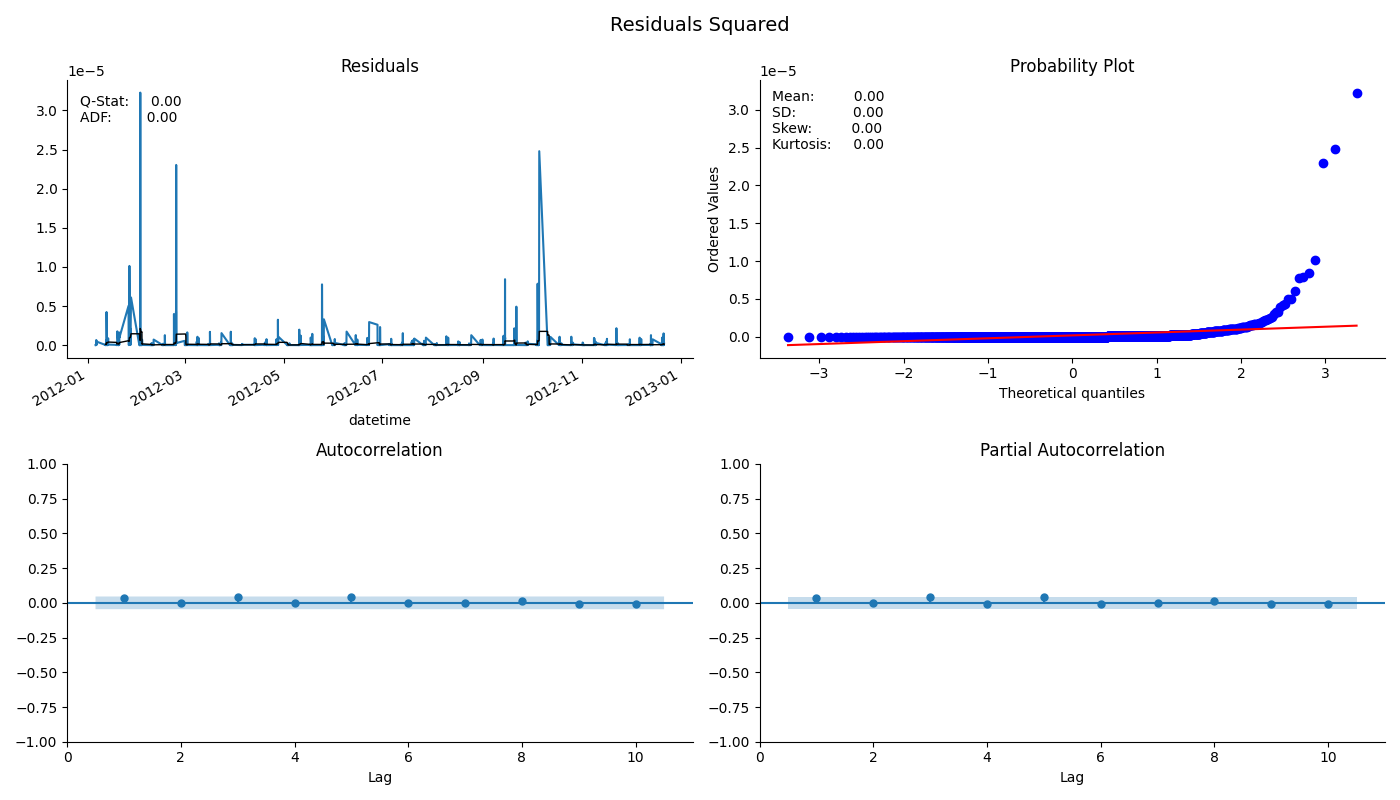 Residuals Squared
Residuals
1e−5
Q-Stat: 0.00
ADF: 0.00
3.0
2.5
2.0
1.5
1.0
0.5
0.0
2012-01
2012-03
2012-05
2012-07
2012-09
2012-11
2013-01
datetime
Probability Plot
1e−5
Mean: 0.00
SD: 0.00
Skew: 0.00
Kurtosis: 0.00
Ordered Values
3.0
2.5
2.0
1.5
1.0
0.5
0.0
−3 −2 −1 0 1 2 3
Theoretical quantiles
Autocorrelation
1.00
0.75
0.50
0.25
0.00
−0.25
−0.50
−0.75
−1.00
0 2 4 6 8 10
Lag
Partial Autocorrelation
1.00
0.75
0.50
0.25
0.00
−0.25
−0.50
−0.75
−1.00
0 2 4 6 8 10
Lag